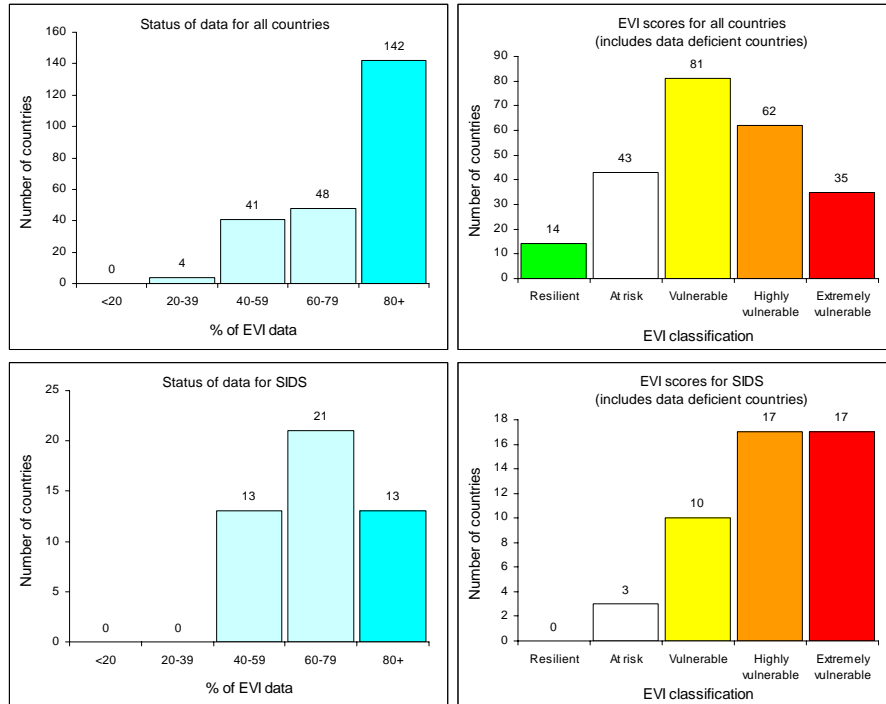 Status of data for all countries
Number of countries
160
140
120
100
80
60
40
20
0
0
4
41
48
142
<20 20-39 40-59 60-79 80+
% of EVI data
EVI scores for all countries
(includes data deficient countries)
Number of countries
90
80
70
60
50
40
30
20
10
0
14
43
81
62
35
Resilient At risk Vulnerable Highly Extremely
vulnerable vulnerable
EVI classification
Status of data for SIDS
Number of countries
25
20
15
10
5
0
0
0
13
21
13
<20 20-39 40-59 60-79 80+
% of EVI data
EVI scores for SIDS
(includes data deficient countries)
Number of countries
18
16
14
12
10
8
6
4
2
0
0
3
10
17
17
Resilient At risk Vulnerable Highly Extremely
vulnerable vulnerable
EVI classification